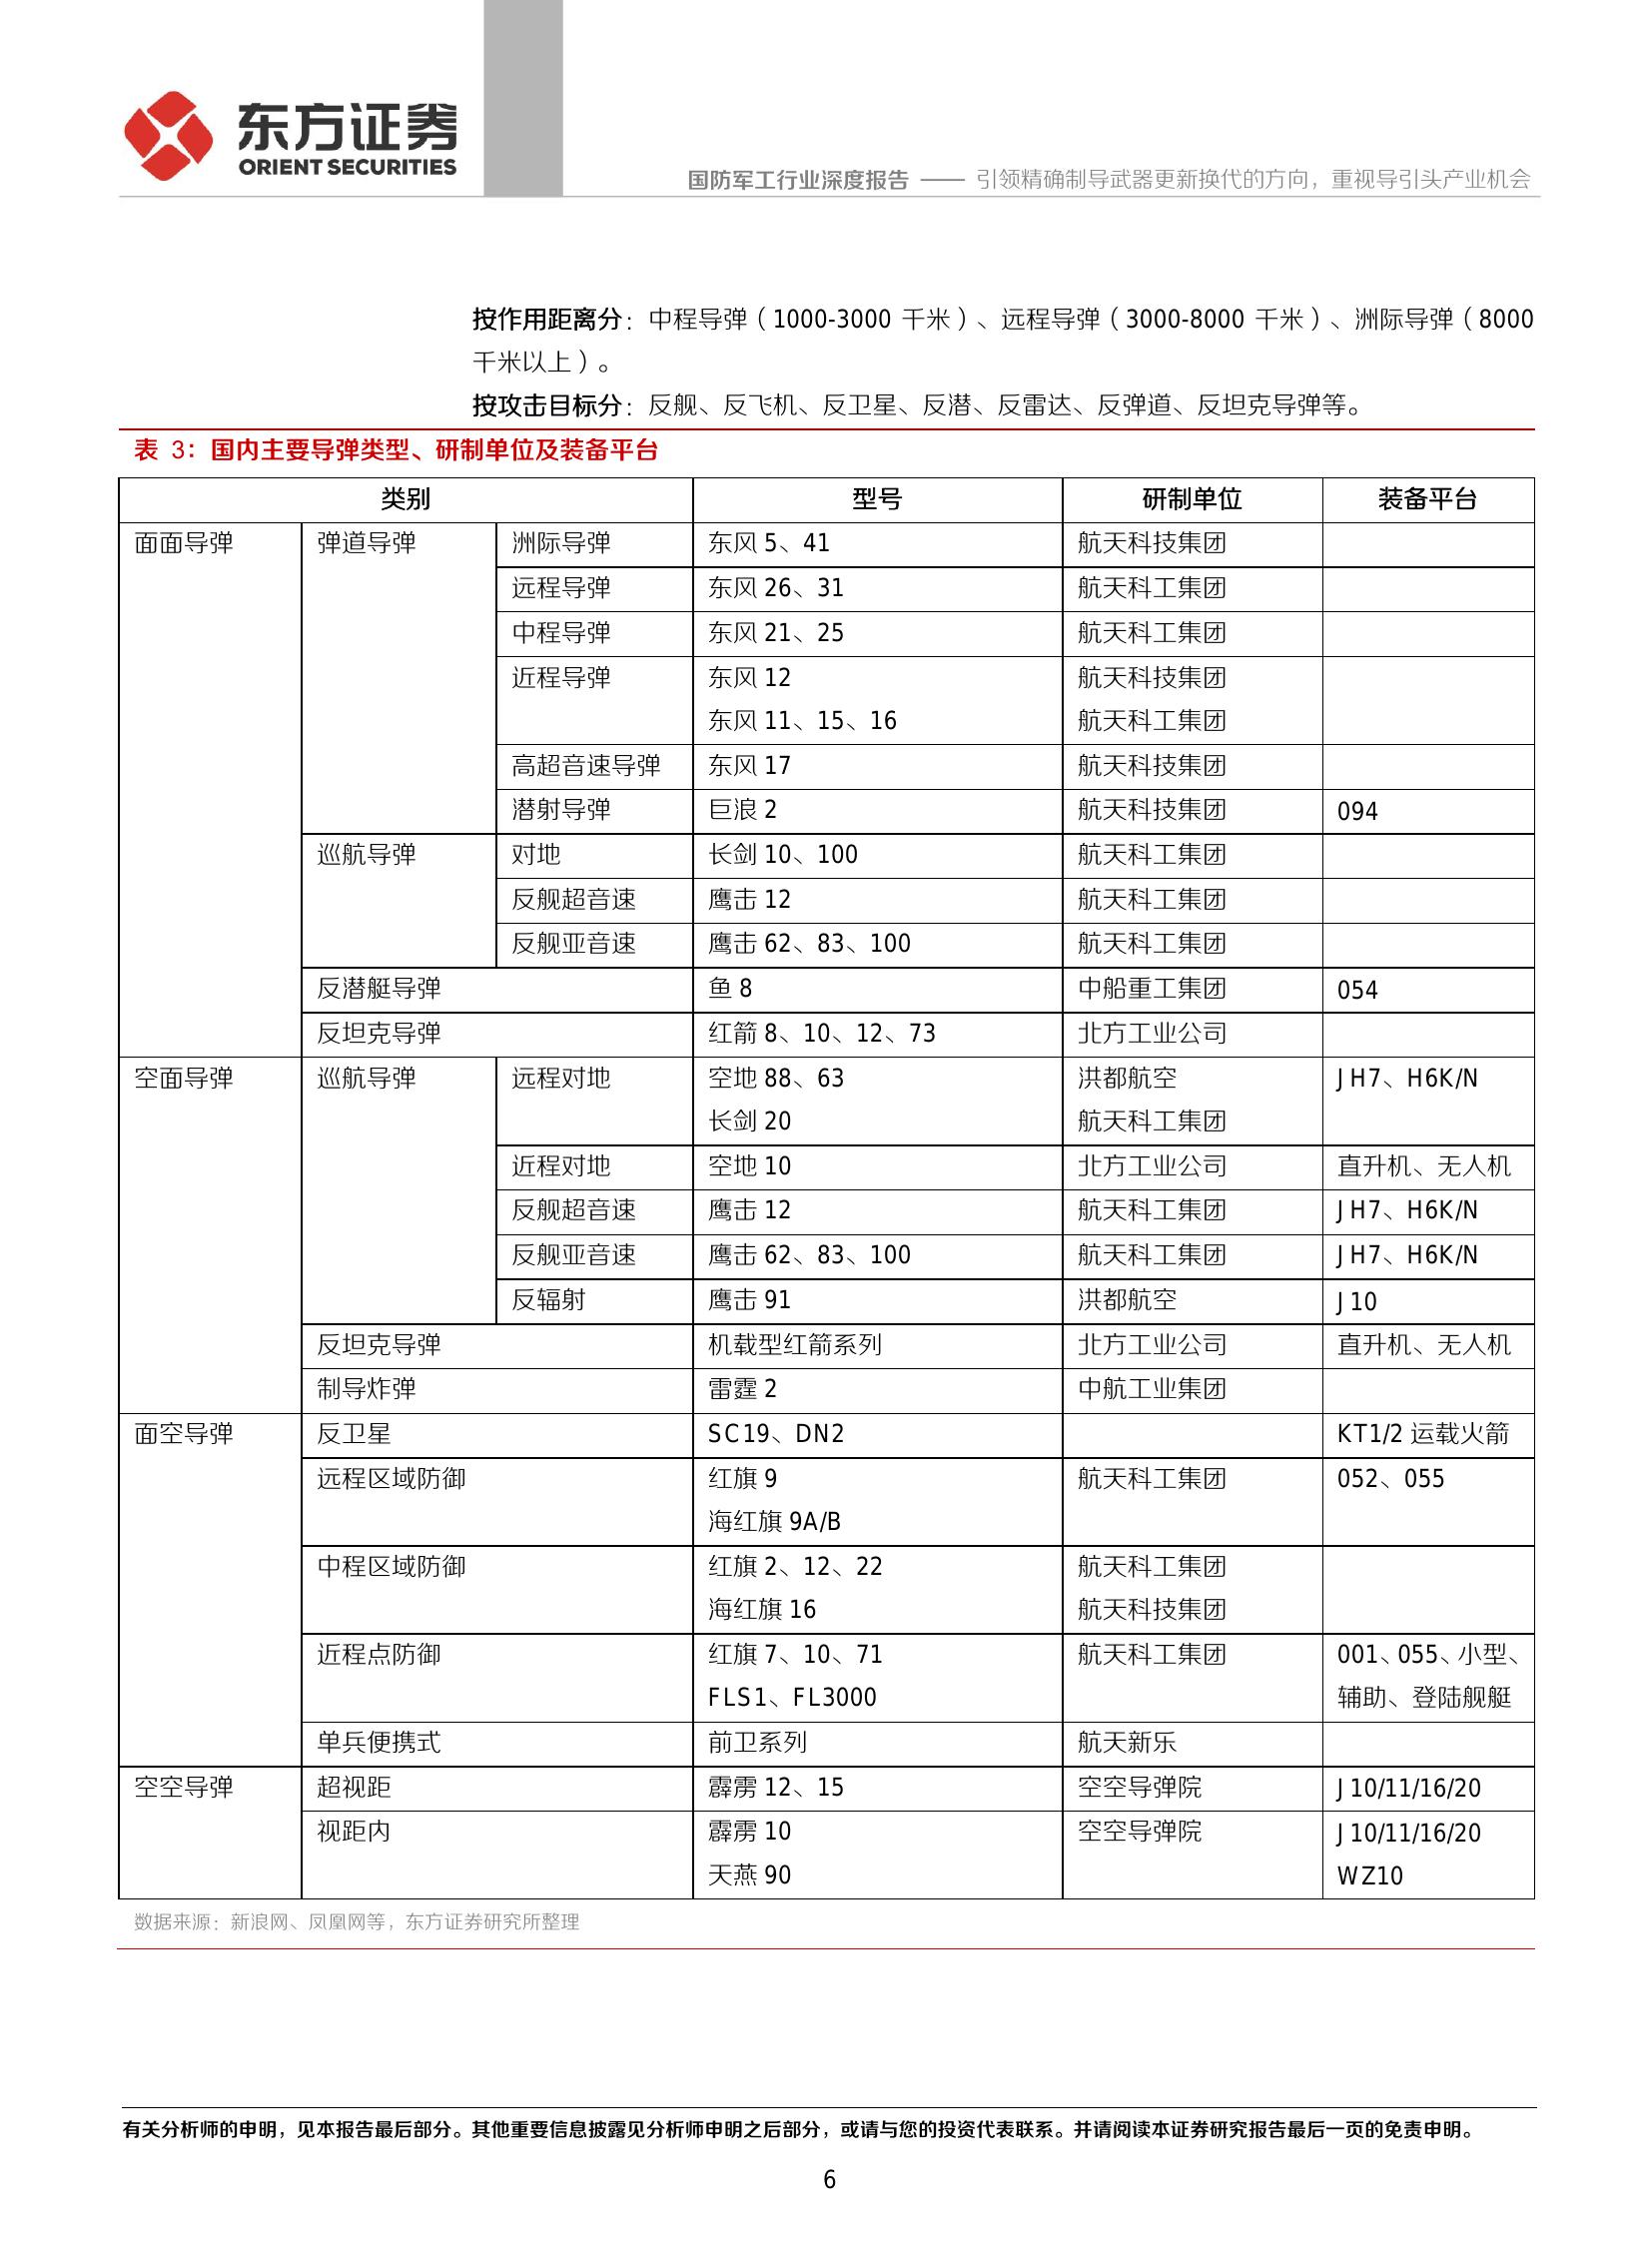 东方证券
ORIENT SECURITIES
国防军工行业深度报告 —— 引领精确制导武器更新换代的方向，重视导引头产业机会
按作用距离分：中程导弹（1000-3000 千米）、远程导弹（3000-8000 千米）、洲际导弹（8000
千米以上）。
按攻击目标分：反舰、反飞机、反卫星、反潜、反雷达、反弹道、反坦克导弹等。
表 3：国内主要导弹类型、研制单位及装备平台
类别 型号 研制单位 装备平台
面面导弹 弹道导弹 洲际导弹 东风 5、41 航天科技集团
远程导弹 东风 26、31 航天科工集团
中程导弹 东风 21、25 航天科工集团
近程导弹 东风 12 航天科技集团
东风 11、15、16 航天科工集团
高超音速导弹 东风 17 航天科技集团
潜射导弹 巨浪 2 航天科技集团 094
巡航导弹 对地 长剑 10、100 航天科工集团
反舰超音速 鹰击 12 航天科工集团
反舰亚音速 鹰击 62、83、100 航天科工集团
反潜艇导弹 鱼 8 中船重工集团 054
反坦克导弹 红箭 8、10、12、73 北方工业公司
空面导弹 巡航导弹 远程对地 空地 88、63 洪都航空 JH7、H6K/N
长剑 20 航天科工集团
近程对地 空地 10 北方工业公司 直升机、无人机
反舰超音速 鹰击 12 航天科工集团 JH7、H6K/N
反舰亚音速 鹰击 62、83、100 航天科工集团 JH7、H6K/N
反辐射 鹰击 91 洪都航空 J10
反坦克导弹 机载型红箭系列 北方工业公司 直升机、无人机
制导炸弹 雷霆 2 中航工业集团
面空导弹 反卫星 SC19、DN2 KT1/2 运载火箭
远程区域防御 红旗 9 航天科工集团 052、055
海红旗 9A/B
中程区域防御 红旗 2、12、22 航天科工集团
海红旗 16 航天科技集团
近程点防御 红旗 7、10、71 航天科工集团 001、055、小型、
FLS1、FL3000 辅助、登陆舰艇
单兵便携式 前卫系列 航天新乐
空空导弹 超视距 霹雳 12、15 空空导弹院 J10/11/16/20
视距内 霹雳 10 空空导弹院 J10/11/16/20
天燕 90 WZ10
数据来源：新浪网、凤凰网等，东方证券研究所整理
有关分析师的申明，见本报告最后部分。其他重要信息披露见分析师申明之后部分，或请与您的投资代表联系。并请阅读本证券研究报告最后一页的免责申明。
6